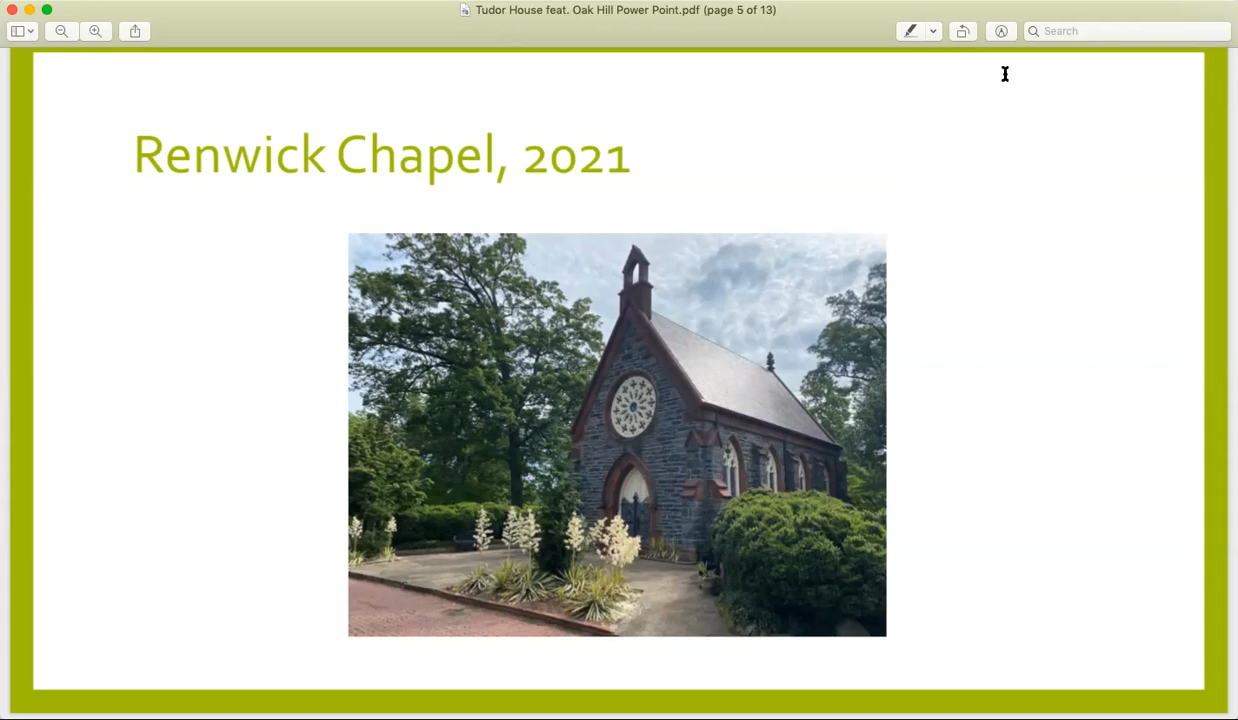 Tudor House feat. Oak Hill Power Point.pdf (page 5 of 13)
Search
Renwick Chapel, 2021